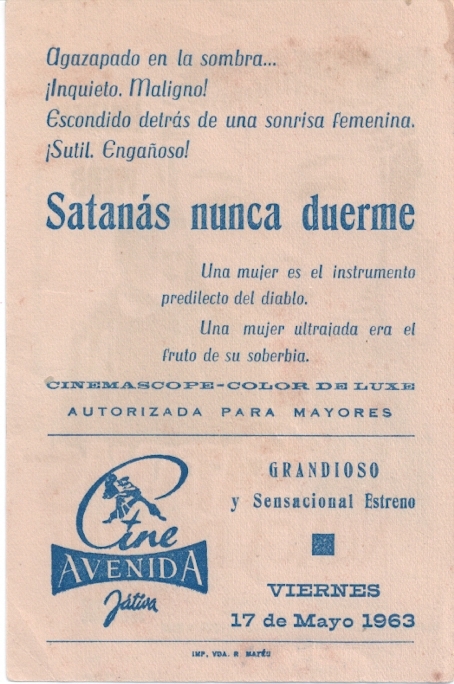 Agazapado en la sombra...
¡Inquieto. Maligno!
Escondido detrás de una sonrisa femenina.
¡Sutil. Engañoso!
Satanás nunca duerme
Una mujer es el instrumento
predilecto del diablo.
Una mujer ultrajada era el
fruto de su soberbia.
CINEMASCOPE-COLOR DE LUXE
AUTORIZADA PARA MAYORES
Cine
AVENIDA
Játiva
GRANDIOSO
y Sensacional Estreno
VIERNES
17 de Mayo 1963
IMP. VDA. R. MATÉU